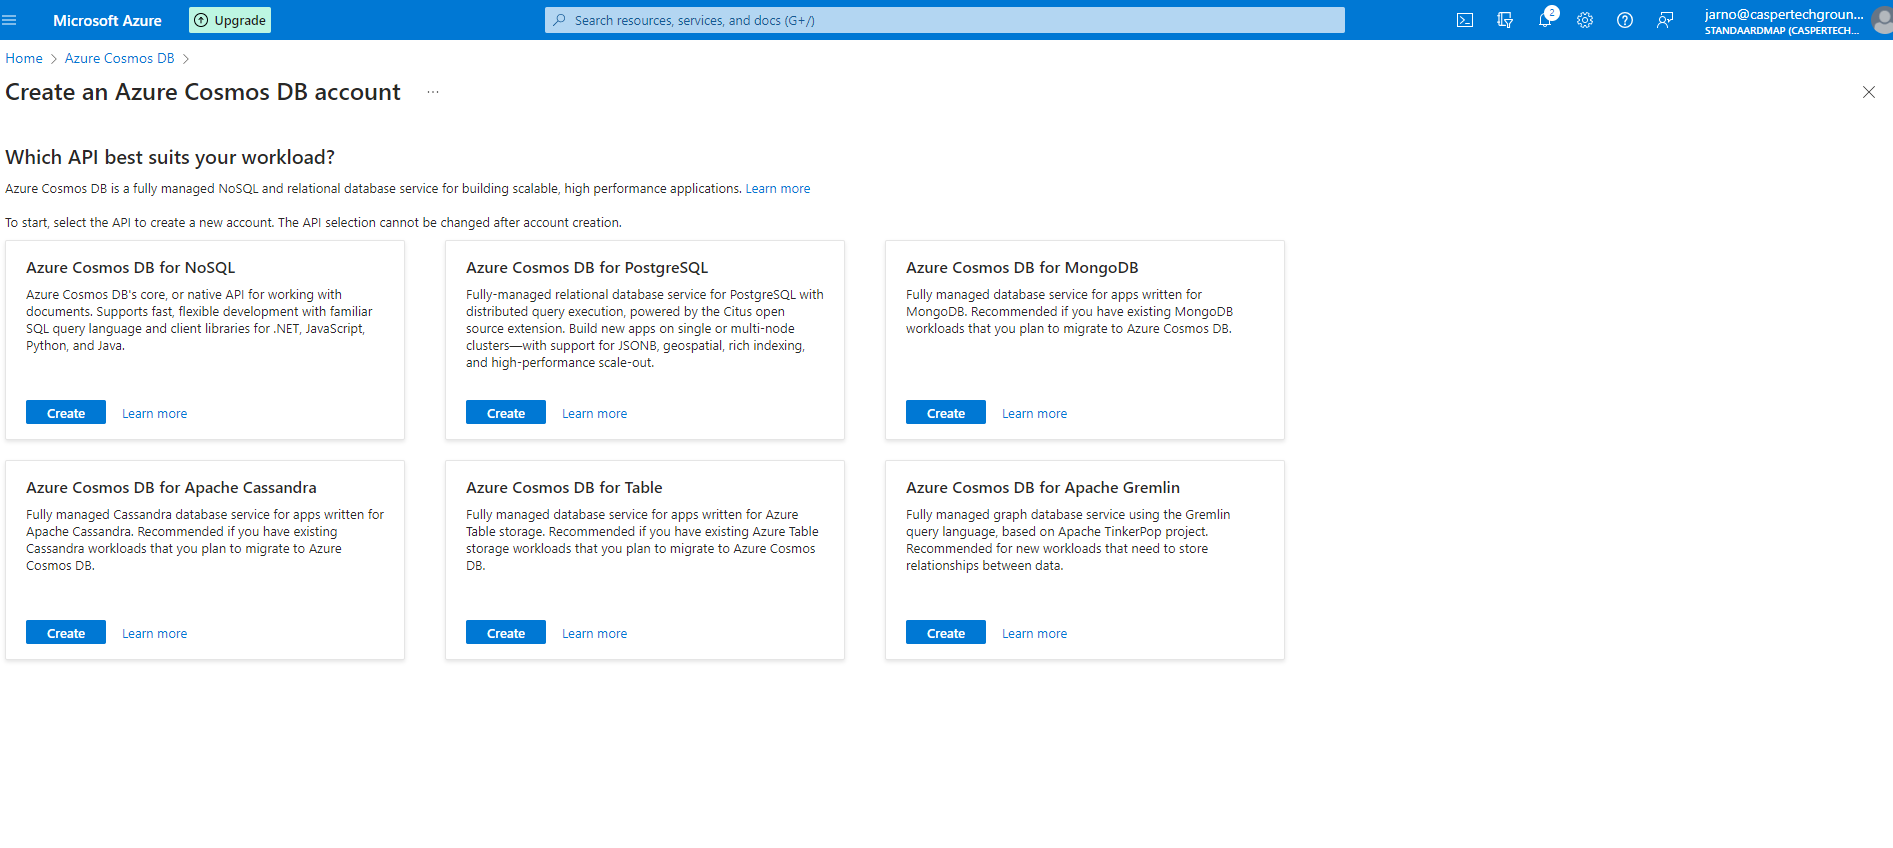 Microsoft Azure
Upgrade
Search resources, services, and docs (G+/)
2
jarno@caspertechgroun...
STANDAARDMAP (CASPERTECH...
Home > Azure Cosmos DB >
Create an Azure Cosmos DB account ...
Which API best suits your workload?
Azure Cosmos DB is a fully managed NoSQL and relational database service for building scalable, high performance applications. Learn more
To start, select the API to create a new account. The API selection cannot be changed after account creation.
Azure Cosmos DB for NoSQL
Azure Cosmos DB's core, or native API for working with
documents. Supports fast, flexible development with familiar
SQL query language and client libraries for .NET, JavaScript,
Python, and Java.
Create Learn more
Azure Cosmos DB for PostgreSQL
Fully-managed relational database service for PostgreSQL with
distributed query execution, powered by the Citus open
source extension. Build new apps on single or multi-node
clusters—with support for JSONB, geospatial, rich indexing,
and high-performance scale-out.
Create Learn more
Azure Cosmos DB for MongoDB
Fully managed database service for apps written for
MongoDB. Recommended if you have existing MongoDB
workloads that you plan to migrate to Azure Cosmos DB.
Create Learn more
Azure Cosmos DB for Apache Cassandra
Fully managed Cassandra database service for apps written for
Apache Cassandra. Recommended if you have existing
Cassandra workloads that you plan to migrate to Azure
Cosmos DB.
Create Learn more
Azure Cosmos DB for Table
Fully managed database service for apps written for Azure
Table storage. Recommended if you have existing Azure Table
storage workloads that you plan to migrate to Azure Cosmos
DB.
Create Learn more
Azure Cosmos DB for Apache Gremlin
Fully managed graph database service using the Gremlin
query language, based on Apache TinkerPop project.
Recommended for new workloads that need to store
relationships between data.
Create Learn more